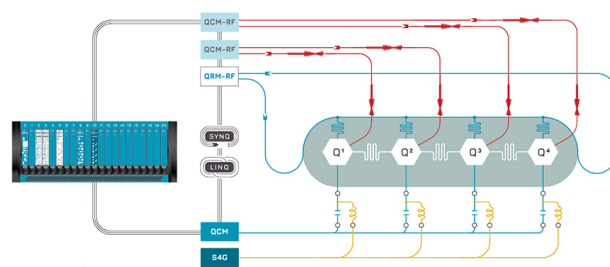 QCM-RF
QCM-RF
QRM-RF
SYNQ
LINQ
Q1 Q2 Q3 Q4
QCM
S4G